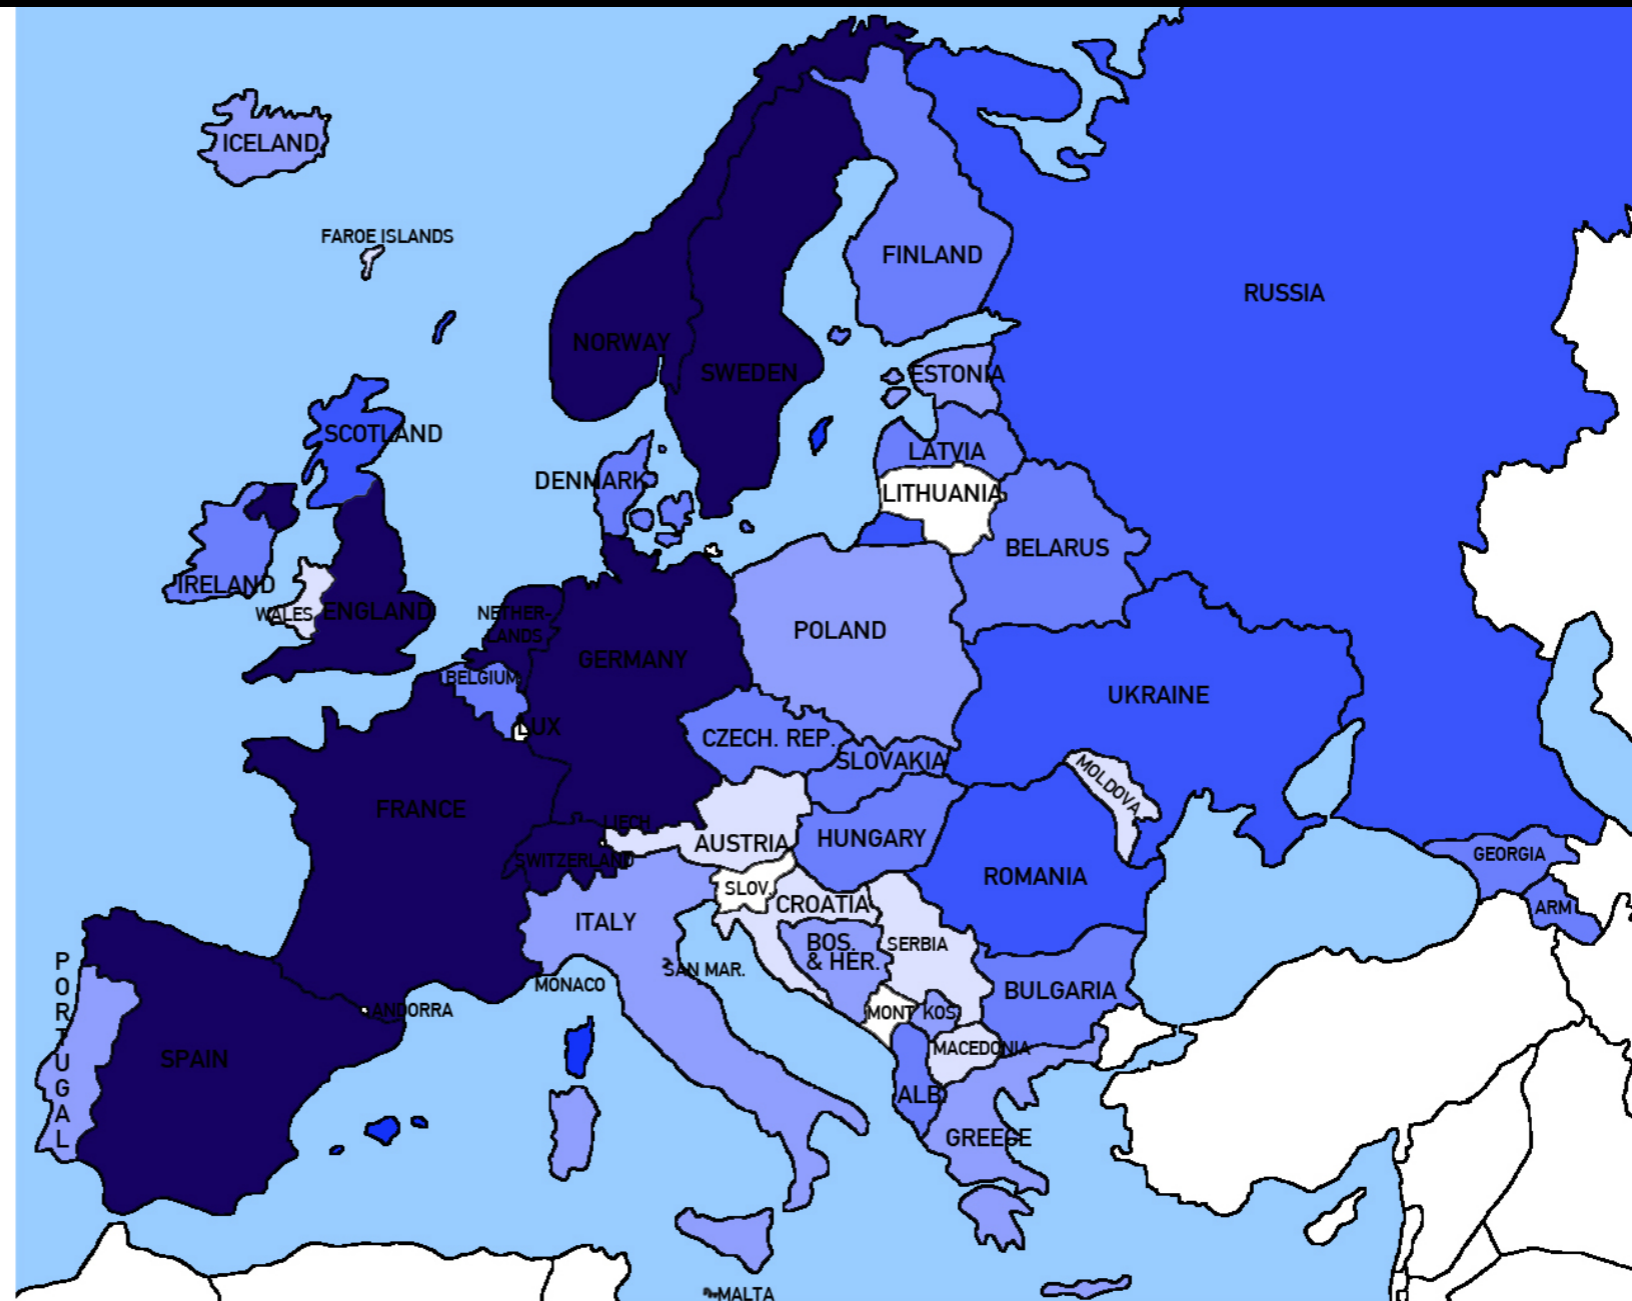 ICELAND
FAROE ISLANDS
FINLAND
RUSSIA
NORWAY
SWEDEN
ESTONIA
SCOTLAND
LATVIA
DENMARK
LITHUANIA
BELARUS
IRELAND
WALES
ENGLAND
NETHER-
LANDS
POLAND
GERMANY
BELGIUM
UKRAINE
LUX
CZECH. REP.
SLOVAKIA
MOLDOVA
FRANCE
LIECH
AUSTRIA
HUNGARY
GEORGIA
SWITZERLAND
ROMANIA
SLOV.
CROATIA
ARM
ITALY
BOS.
& HER.
SERBIA
PORTUGAL
SAN MAR.
MONACO
BULGARIA
ANDORRA
MONT
KOS.
MACEDONIA
SPAIN
ALB.
GREECE
MALTA